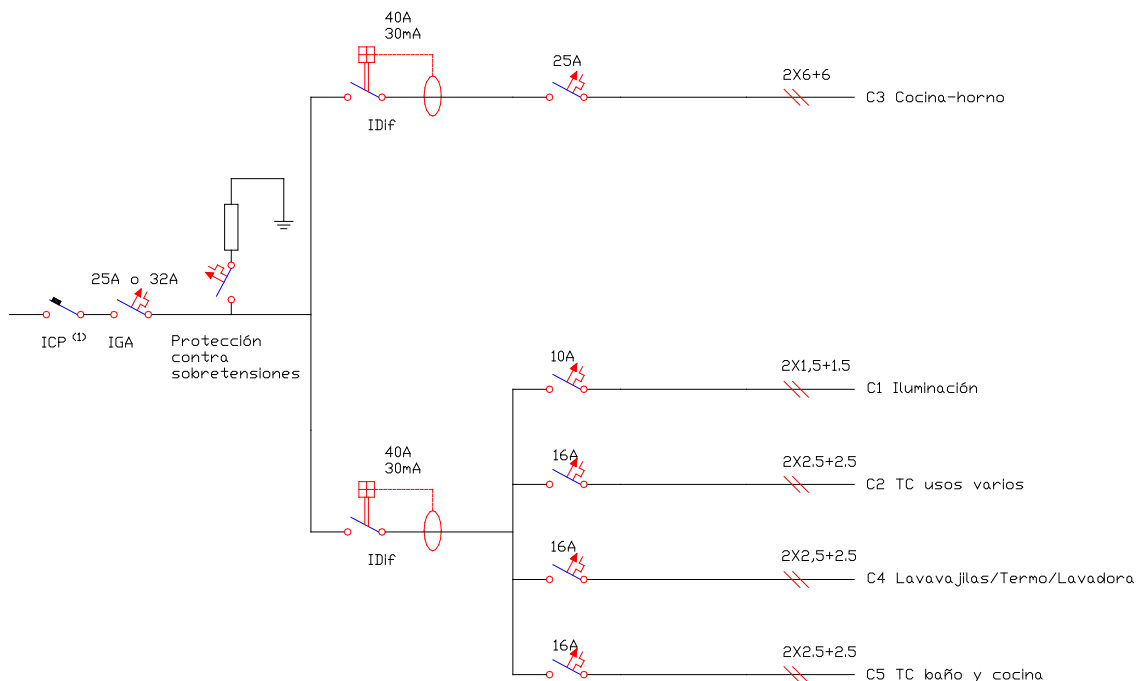 40A
30mA
IDif
25A
2X6+6
C3 Cocina-horno
25A o 32A
ICP (1)
IGA
Protección
contra
sobretensiones
10A
2X1,5+1.5
C1 Iluminación
40A
30mA
IDif
16A
2X2.5+2.5
C2 TC usos varios
16A
2X2,5+2.5
C4 Lavavajilas/Termo/Lavadora
16A
2X2.5+2.5
C5 TC baño y cocina